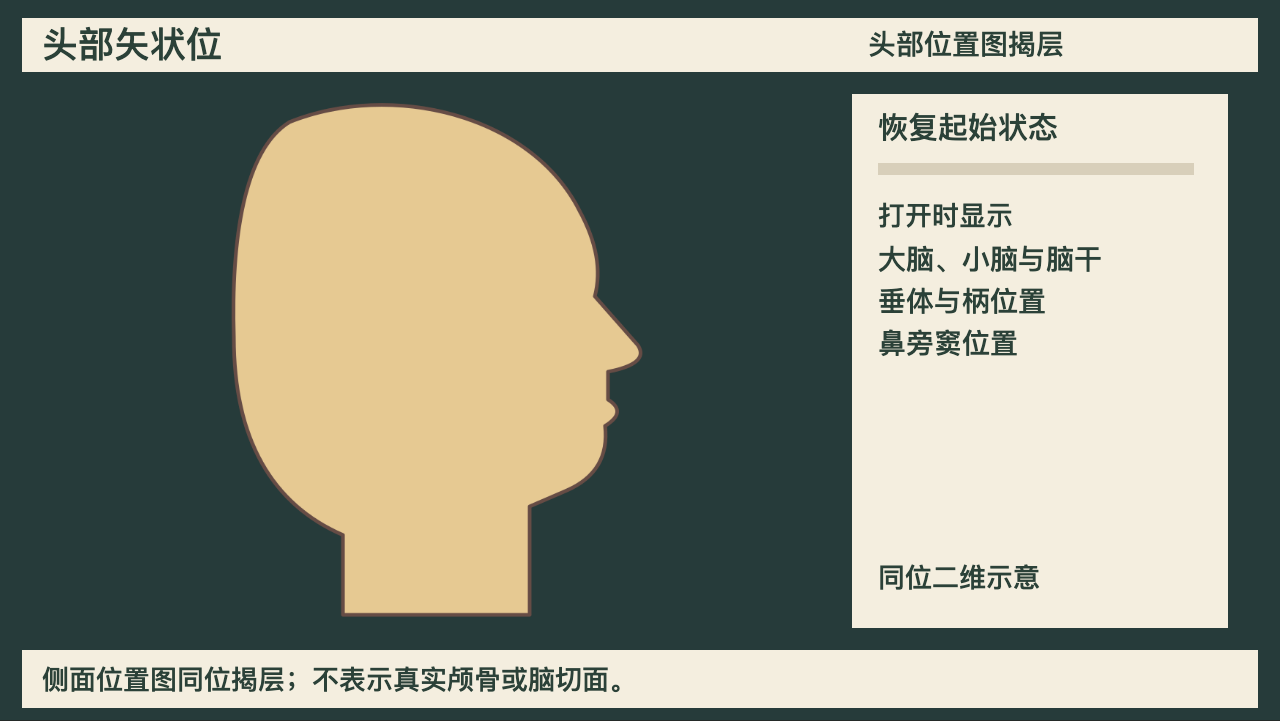 头部矢状位
头部位置图揭层
恢复起始状态
打开时显示
大脑、小脑与脑干
垂体与柄位置
鼻旁窦位置
同位二维示意
侧面位置图同位揭层；不表示真实颅骨或脑切面。